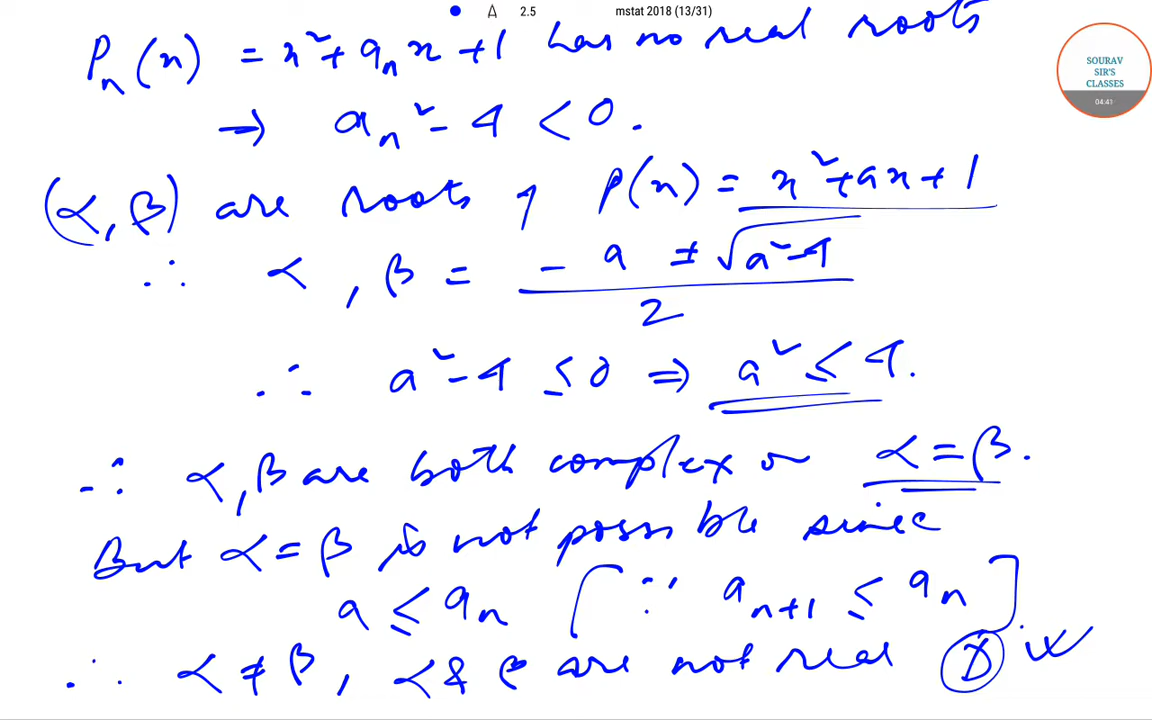 A 2.5 mstat 2018 (13/31)
Pₙ(x) = x² + aₙx + 1 has no real roots
SOURAV
SIR'S
CLASSES
04:41
→ aₙ² - 4 < 0.
(α, β) are roots of P(x) = x² + ax + 1
∴ α, β = (- a ± √(a² - 4)) / 2
∴ a² - 4 ≤ 0 ⇒ a² ≤ 4.
∴ α, β are both complex or α = β.
But α = β is not possible since
a ≤ aₙ [∵ aₙ₊₁ ≤ aₙ]
∴ α ≠ β, α & β are not real (D) iv